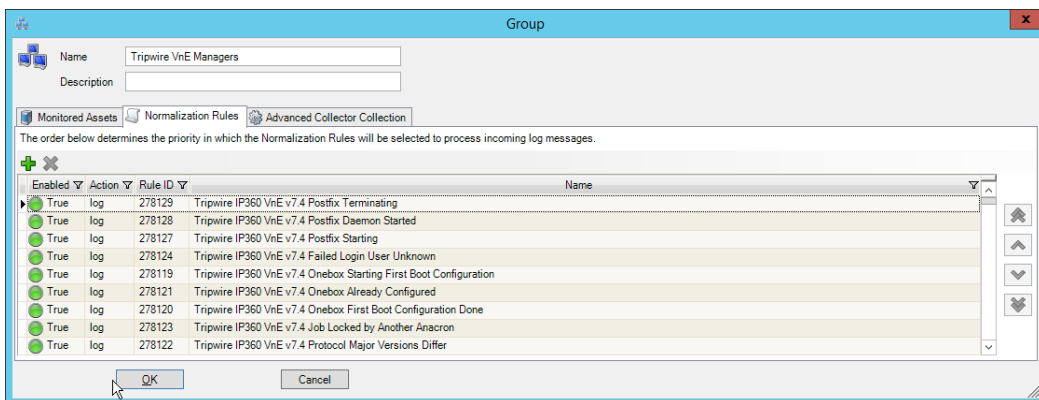 Group
x
Name Tripwire VnE Managers
Description
Monitored Assets Normalization Rules Advanced Collector Collection
The order below determines the priority in which the Normalization Rules will be selected to process incoming log messages.
Enabled Action Rule ID Name
True log 278129 Tripwire IP360 VnE v7.4 Postfix Terminating
True log 278128 Tripwire IP360 VnE v7.4 Postfix Daemon Started
True log 278127 Tripwire IP360 VnE v7.4 Postfix Starting
True log 278124 Tripwire IP360 VnE v7.4 Failed Login User Unknown
True log 278119 Tripwire IP360 VnE v7.4 Onebox Starting First Boot Configuration
True log 278121 Tripwire IP360 VnE v7.4 Onebox Already Configured
True log 278120 Tripwire IP360 VnE v7.4 Onebox First Boot Configuration Done
True log 278123 Tripwire IP360 VnE v7.4 Job Locked by Another Anacron
True log 278122 Tripwire IP360 VnE v7.4 Protocol Major Versions Differ
OK Cancel